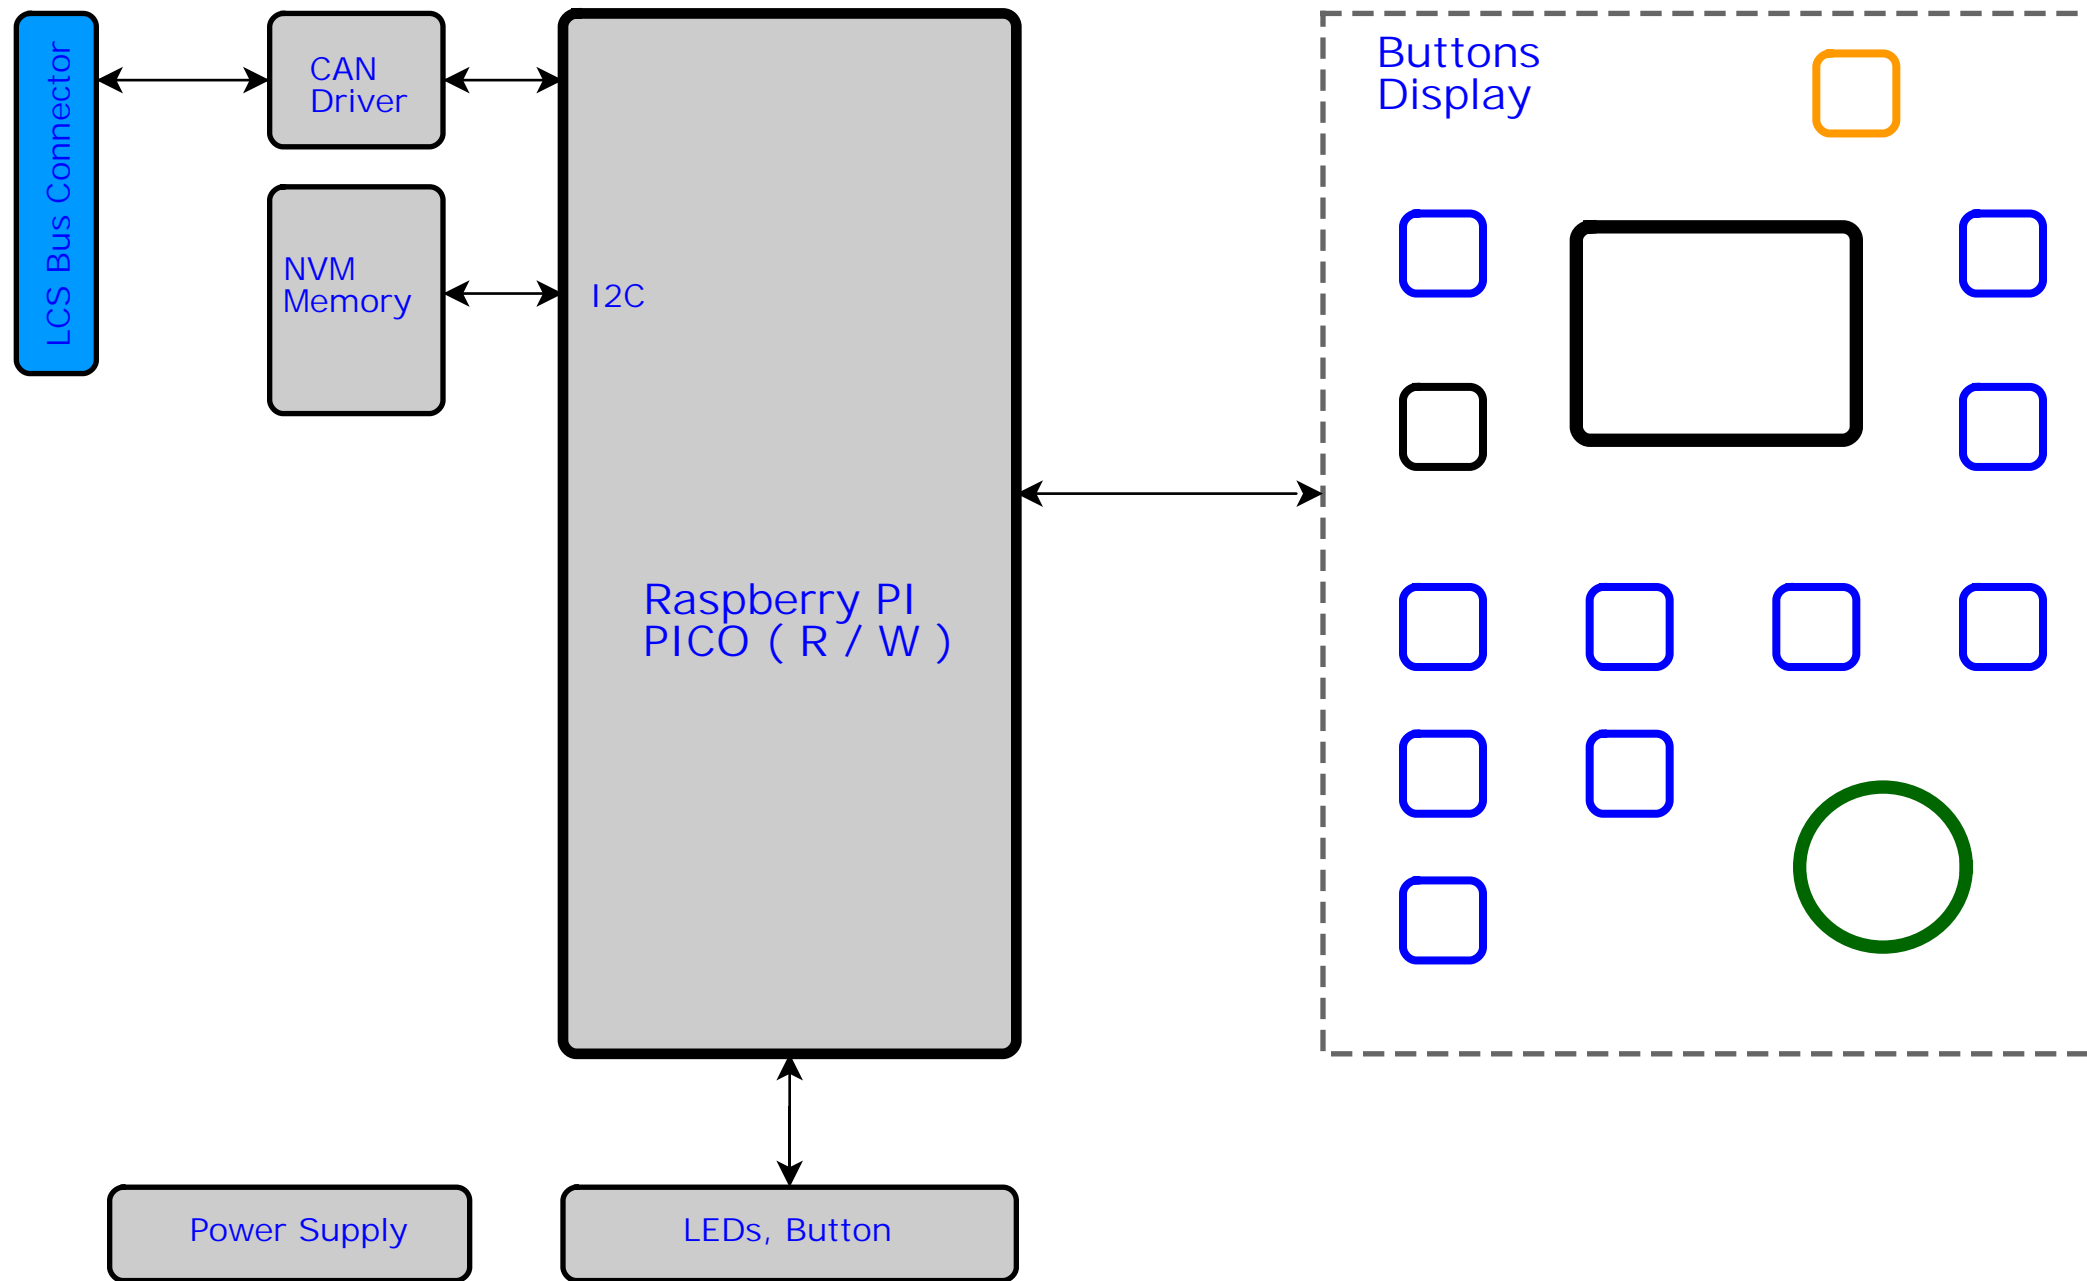 LCS Bus Connector
CAN
Driver
NVM
Memory
I2C
Raspberry PI
PICO ( R / W )
Buttons
Display
Power Supply
LEDs, Button